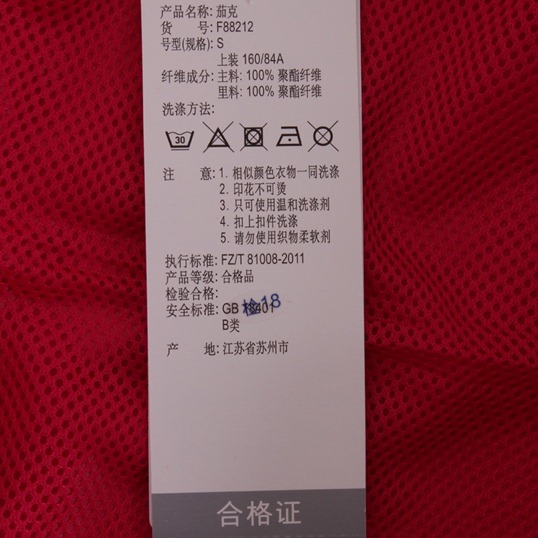 产品名称: 茄克
货 号: F88212
号型(规格): S
上装 160/84A
纤维成分: 主料: 100% 聚酯纤维
里料: 100% 聚酯纤维
洗涤方法:
30
注 意: 1. 相似颜色衣物一同洗涤
2. 印花不可烫
3. 只可使用温和洗涤剂
4. 扣上扣件洗涤
5. 请勿使用织物柔软剂
执行标准: FZ/T 81008-2011
产品等级: 合格品
检验合格:
检18
安全标准: GB 18401
B类
产 地: 江苏省苏州市
合格证